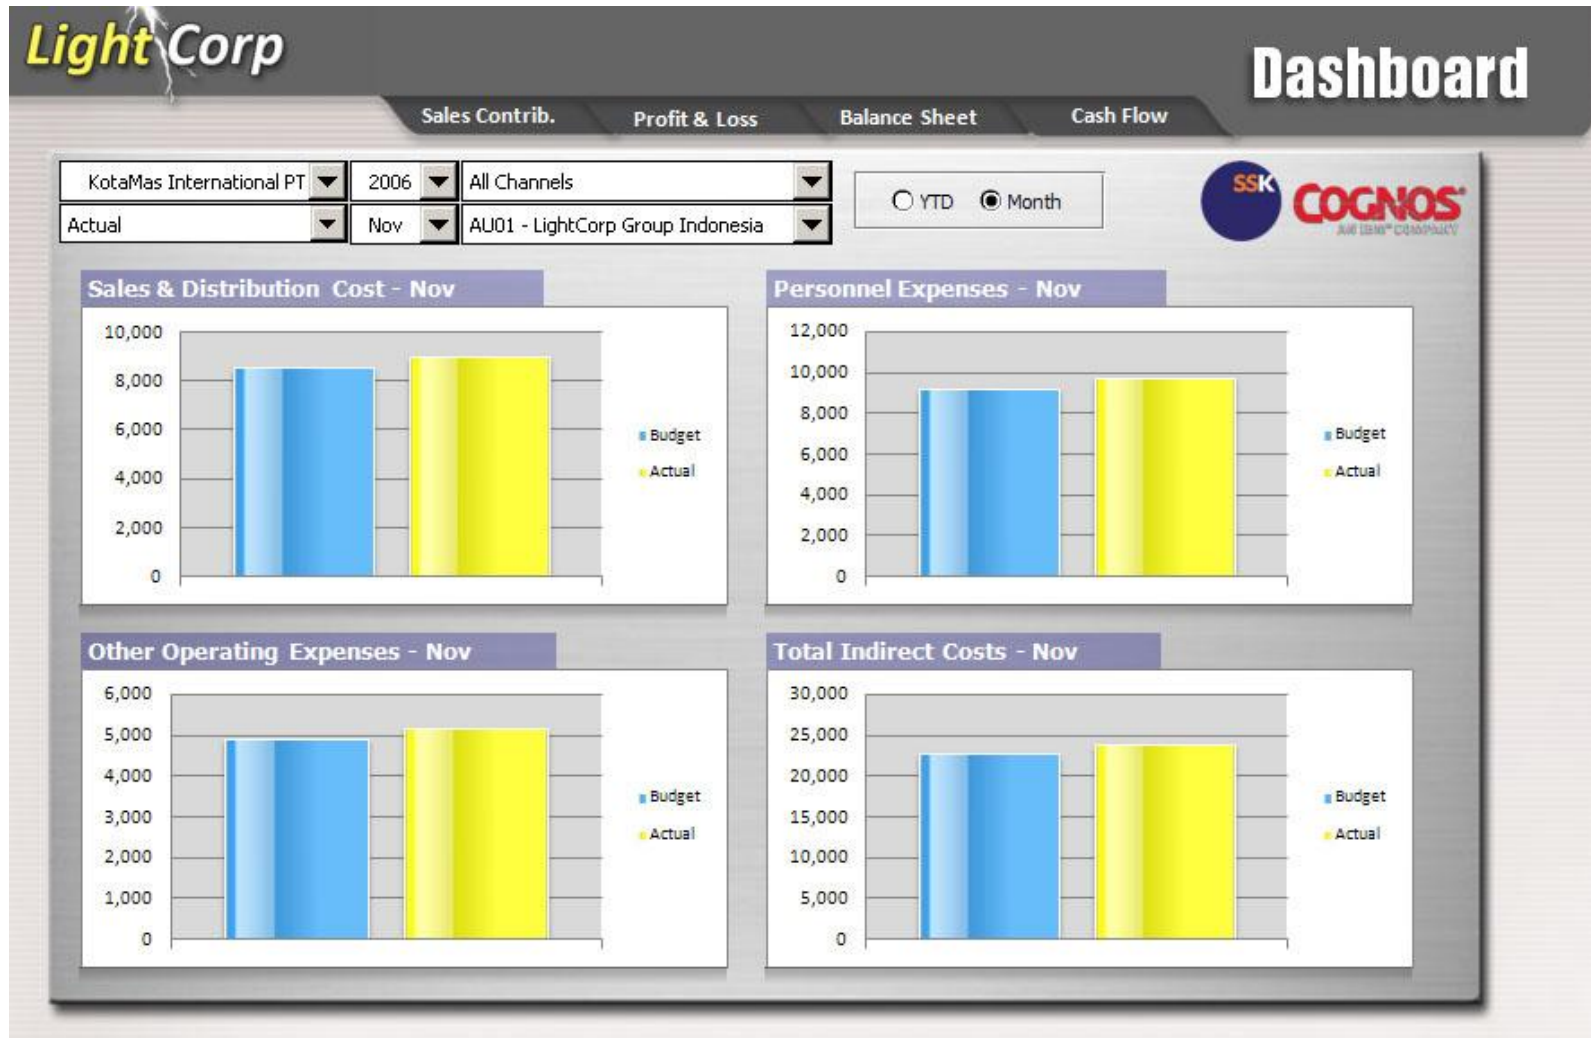 Light Corp
Dashboard
Sales Contrib.
Profit & Loss
Balance Sheet
Cash Flow
KotaMas International PT
2006
All Channels
YTD
Month
Actual
Nov
AU01 - LightCorp Group Indonesia
SSK
COGNOS
AN IBM® COMPANY
Sales & Distribution Cost - Nov
10,000
8,000
6,000
4,000
2,000
0
Budget
Actual
Personnel Expenses - Nov
12,000
10,000
8,000
6,000
4,000
2,000
0
Budget
Actual
Other Operating Expenses - Nov
6,000
5,000
4,000
3,000
2,000
1,000
0
Budget
Actual
Total Indirect Costs - Nov
30,000
25,000
20,000
15,000
10,000
5,000
0
Budget
Actual